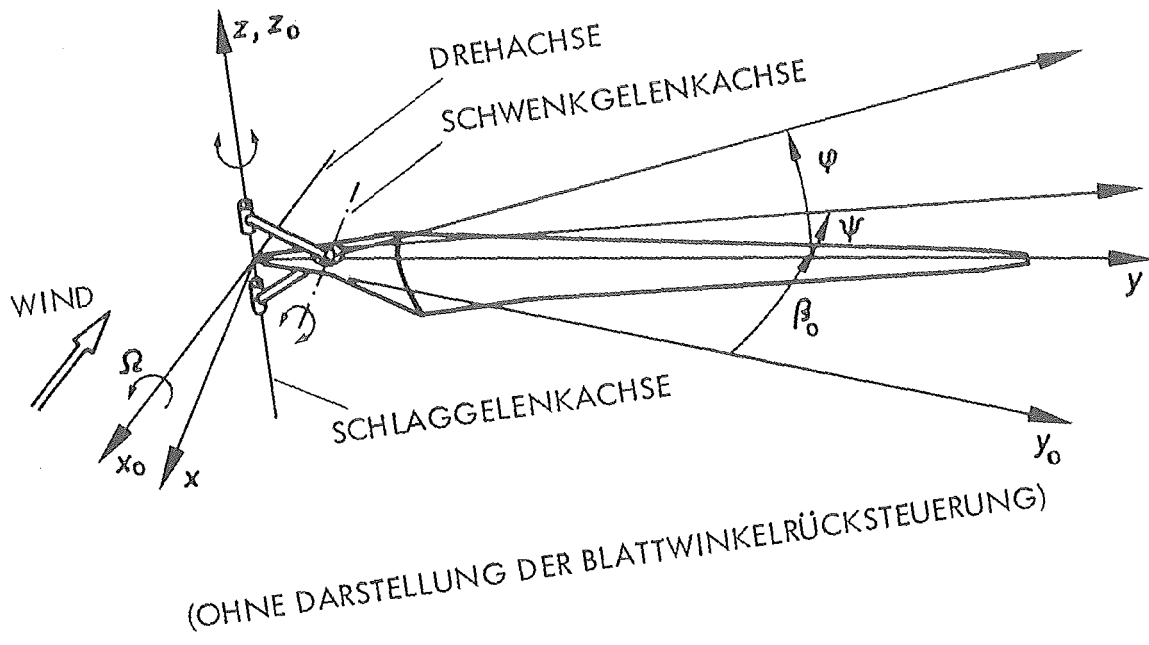 z, z₀
DREHACHSE
SCHWENKGELENKACHSE
φ
ψ
y
WIND
β₀
Ω
SCHLAGGELENKACHSE
x₀
x
y₀
(OHNE DARSTELLUNG DER BLATTWINKELRÜCKSTEUERUNG)